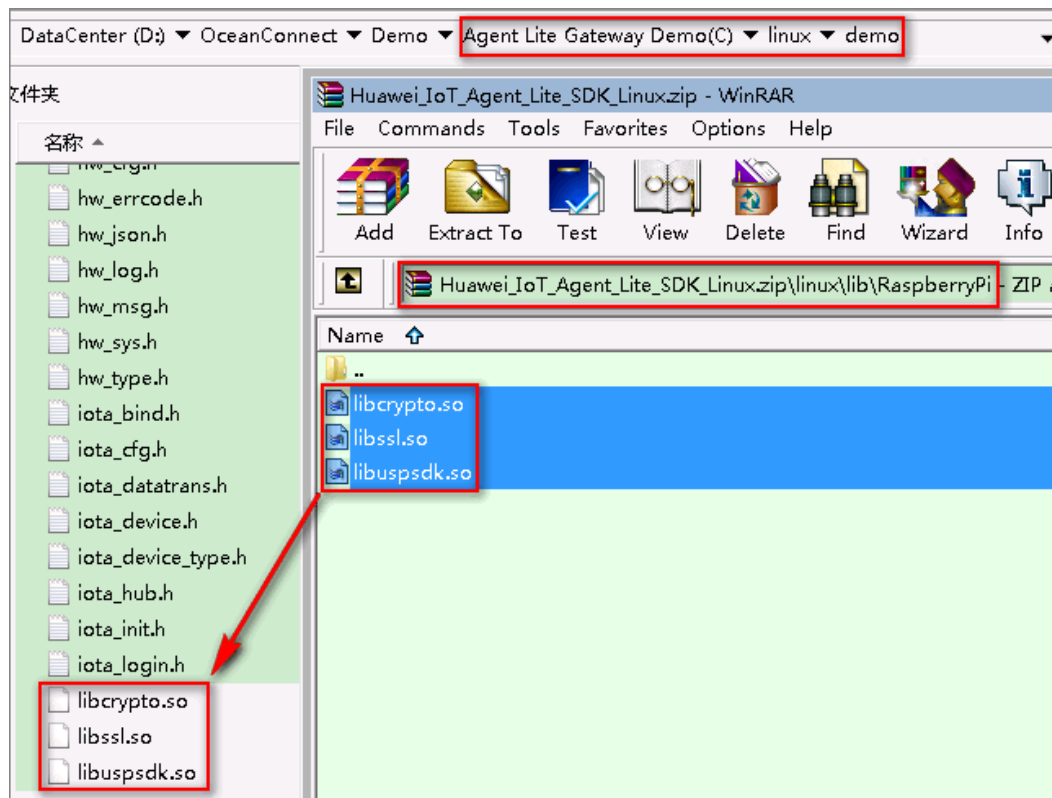 DataCenter (D:) ▼ OceanConnect ▼ Demo ▼ Agent Lite Gateway Demo(C) ▼ linux ▼ demo
文件夹
名称
hw_errcode.h
hw_json.h
hw_log.h
hw_msg.h
hw_sys.h
hw_type.h
iota_bind.h
iota_cfg.h
iota_datatrans.h
iota_device.h
iota_device_type.h
iota_hub.h
iota_init.h
iota_login.h
libcrypto.so
libssl.so
libuspsdk.so
Huawei_IoT_Agent_Lite_SDK_Linux.zip - WinRAR
File Commands Tools Favorites Options Help
Add Extract To Test View Delete Find Wizard Info
Huawei_IoT_Agent_Lite_SDK_Linux.zip\linux\lib\RaspberryPi - ZIP
Name
..
libcrypto.so
libssl.so
libuspsdk.so